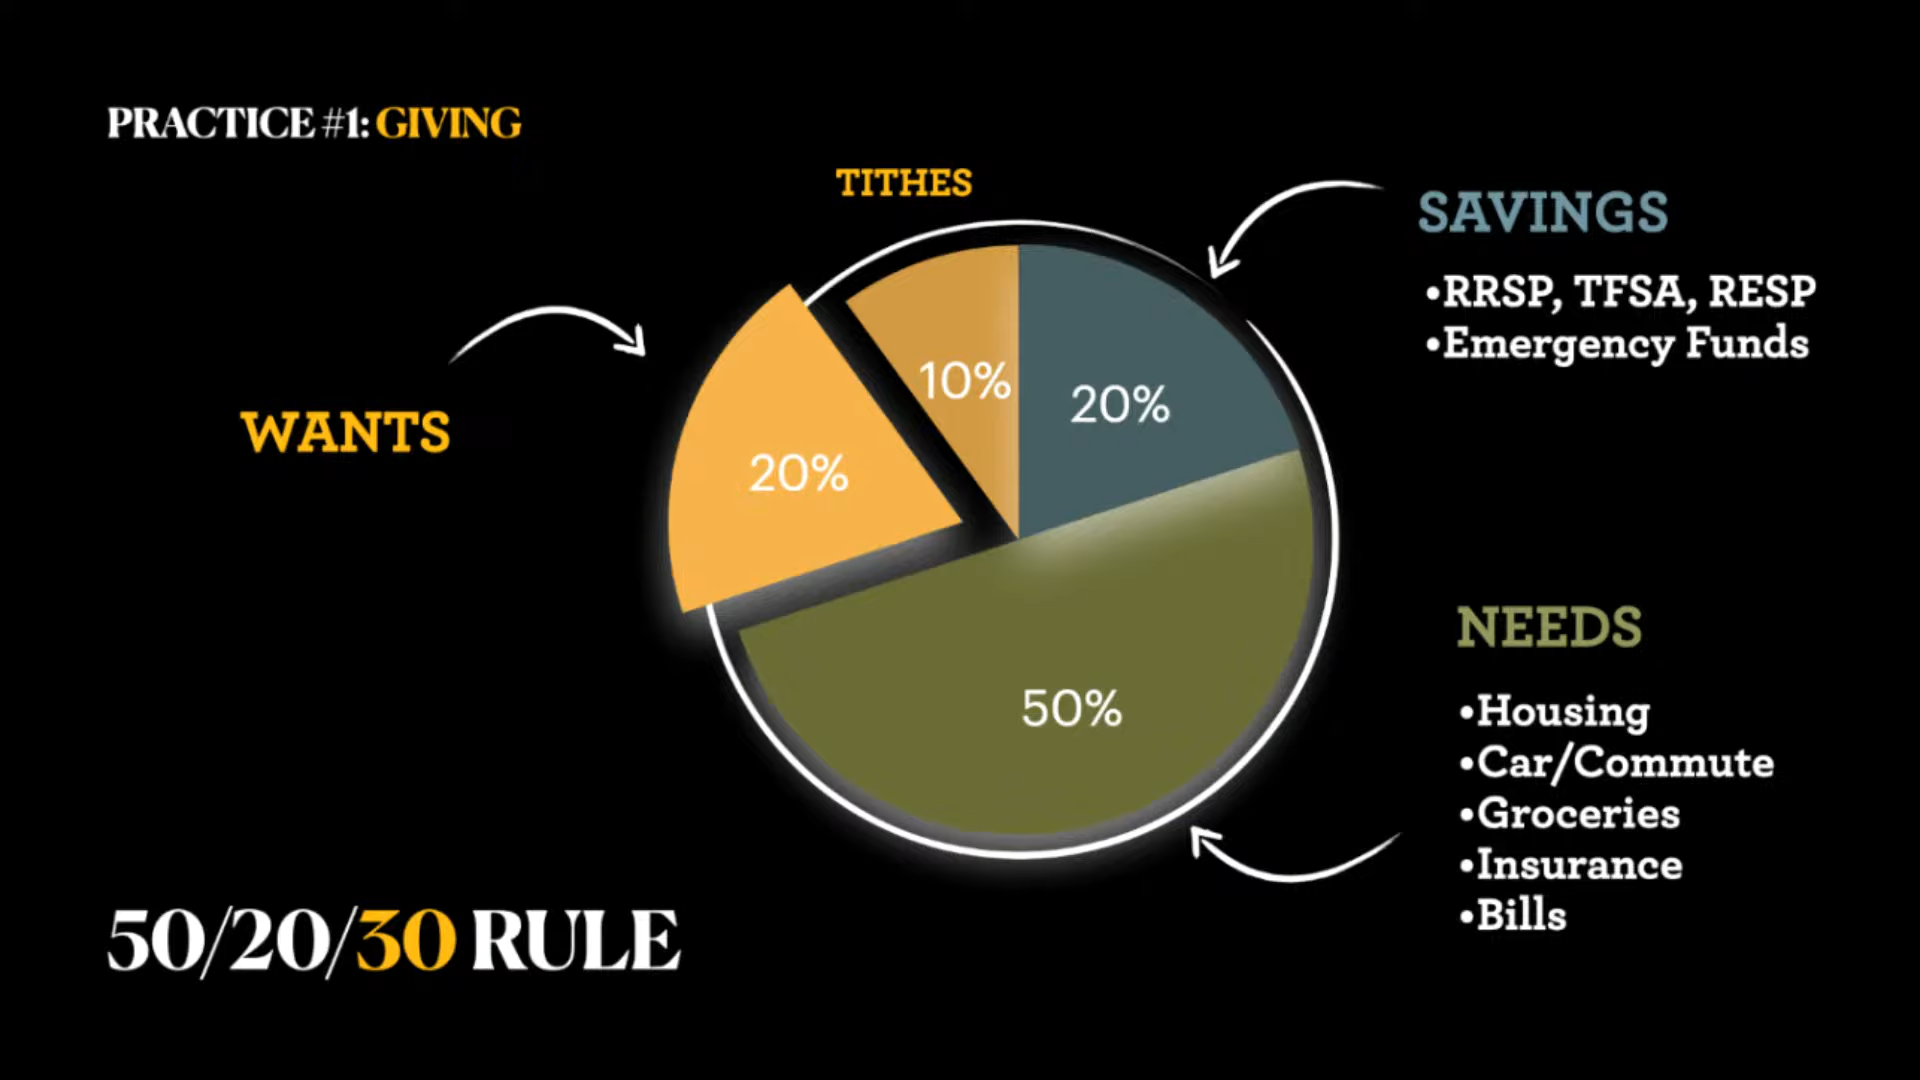 PRACTICE #1: GIVING
TITHES
SAVINGS
•RRSP, TFSA, RESP
•Emergency Funds
WANTS
10%
20%
20%
50%
NEEDS
•Housing
•Car/Commute
•Groceries
•Insurance
•Bills
50/20/30 RULE